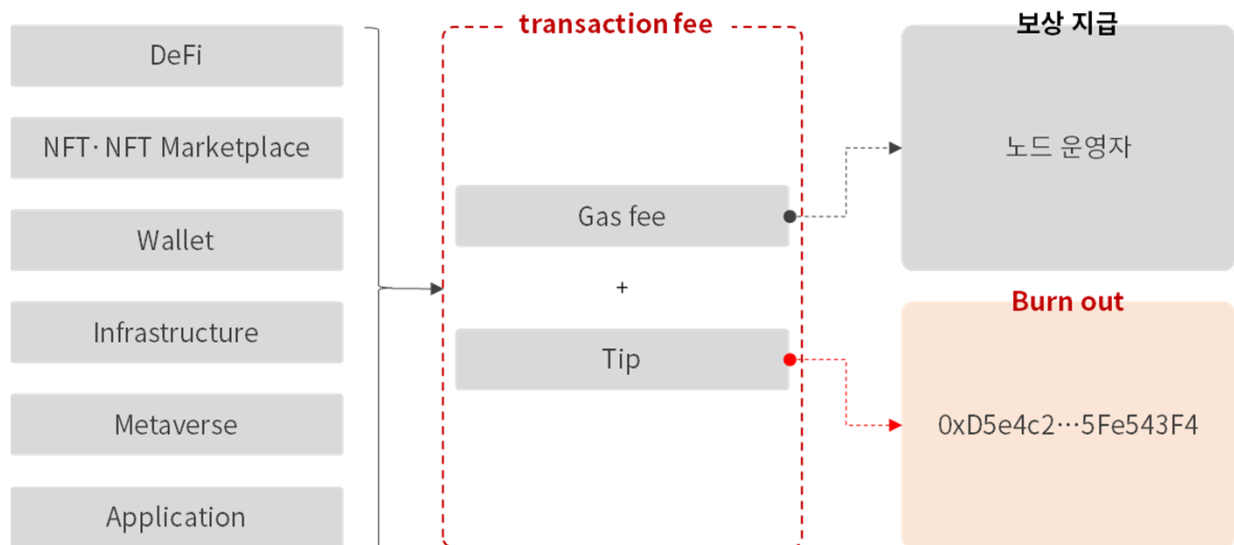 DeFi
NFT·NFT Marketplace
Wallet
Infrastructure
Metaverse
Application
transaction fee
Gas fee
+
Tip
보상 지급
노드 운영자
Burn out
0xD5e4c2···5Fe543F4